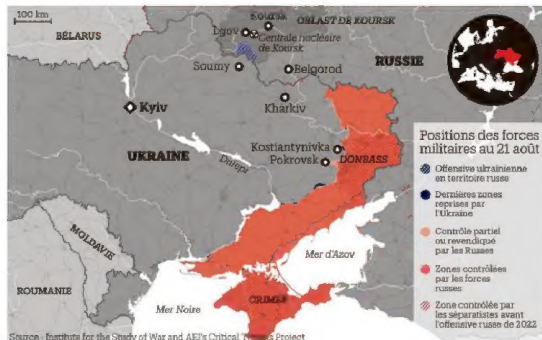 100 km
Koursk
OBLAST DE KOURSK
BÉLARUS
Lgov
Centrale nucléaire
de Koursk
RUSSIE
Soumy
Belgorod
Kyiv
Kharkiv
UKRAINE
Dniepr
Kostiantynivka
Pokrovsk
DONBASS
MOLDAVIE
ROUMANIE
Mer d'Azov
Mer Noire
CRIMÉE
Positions des forces
militaires au 21 août
Offensive ukrainienne
en territoire russe
Dernières zones
reprises par
l'Ukraine
Contrôle partiel
ou revendiqué
par les Russes
Zones contrôlées
par les forces
russes
Zone contrôlée par
les séparatistes avant
l'offensive russe de 2022
Source : Institute for the Study of War and AEI's Critical Threats Project